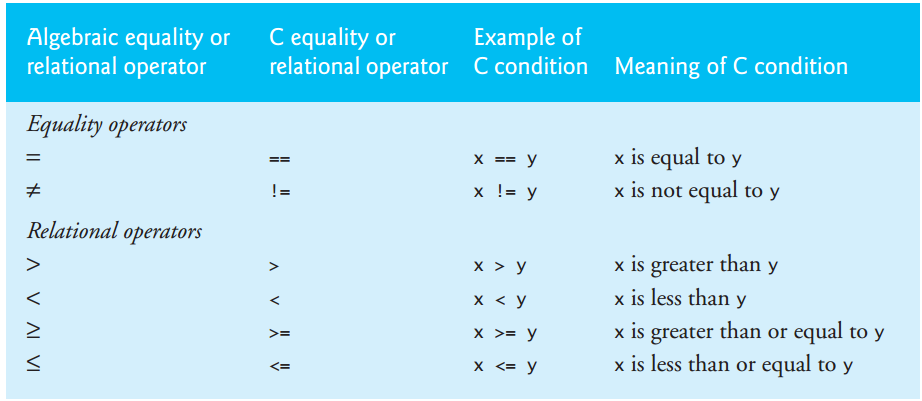 Algebraic equality or relational operator C equality or relational operator Example of C condition Meaning of C condition
Equality operators
= == x == y x is equal to y
≠ != x != y x is not equal to y
Relational operators
> > x > y x is greater than y
< < x < y x is less than y
≥ >= x >= y x is greater than or equal to y
≤ <= x <= y x is less than or equal to y